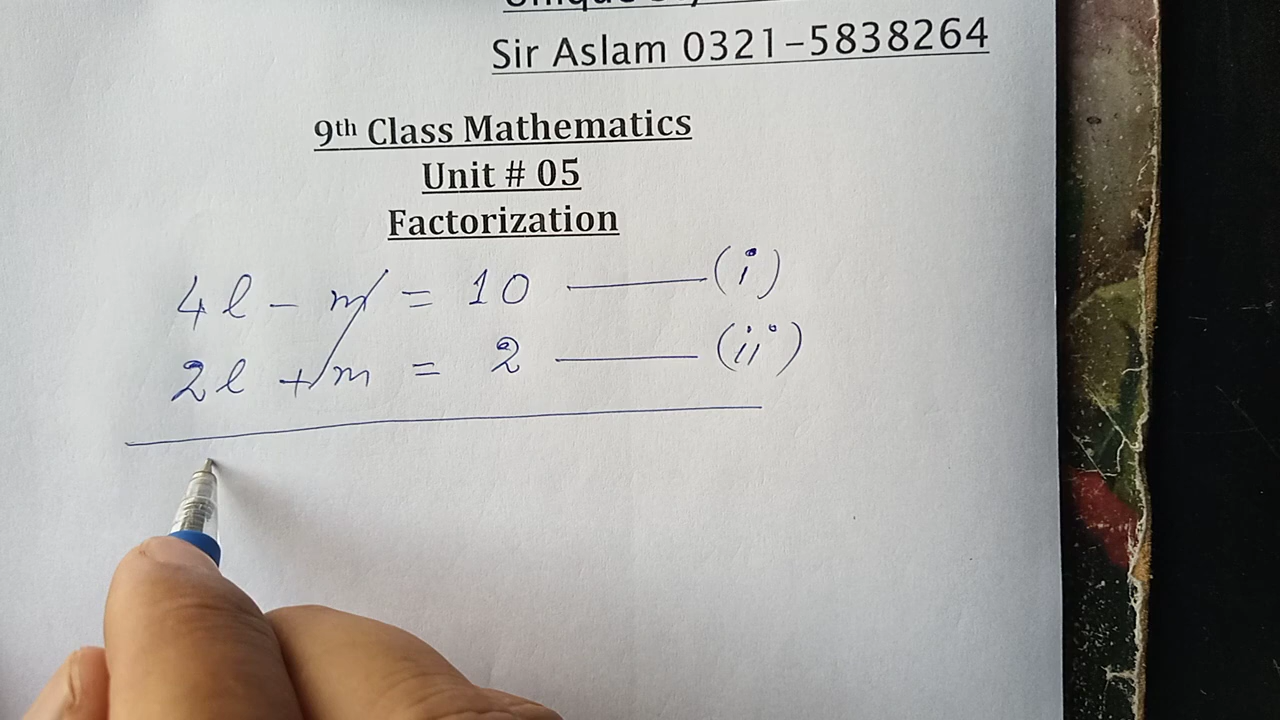 Sir Aslam 0321-5838264
9th Class Mathematics
Unit # 05
Factorization
4l - m = 10 ——— (i)
2l + m = 2 ——— (ii)